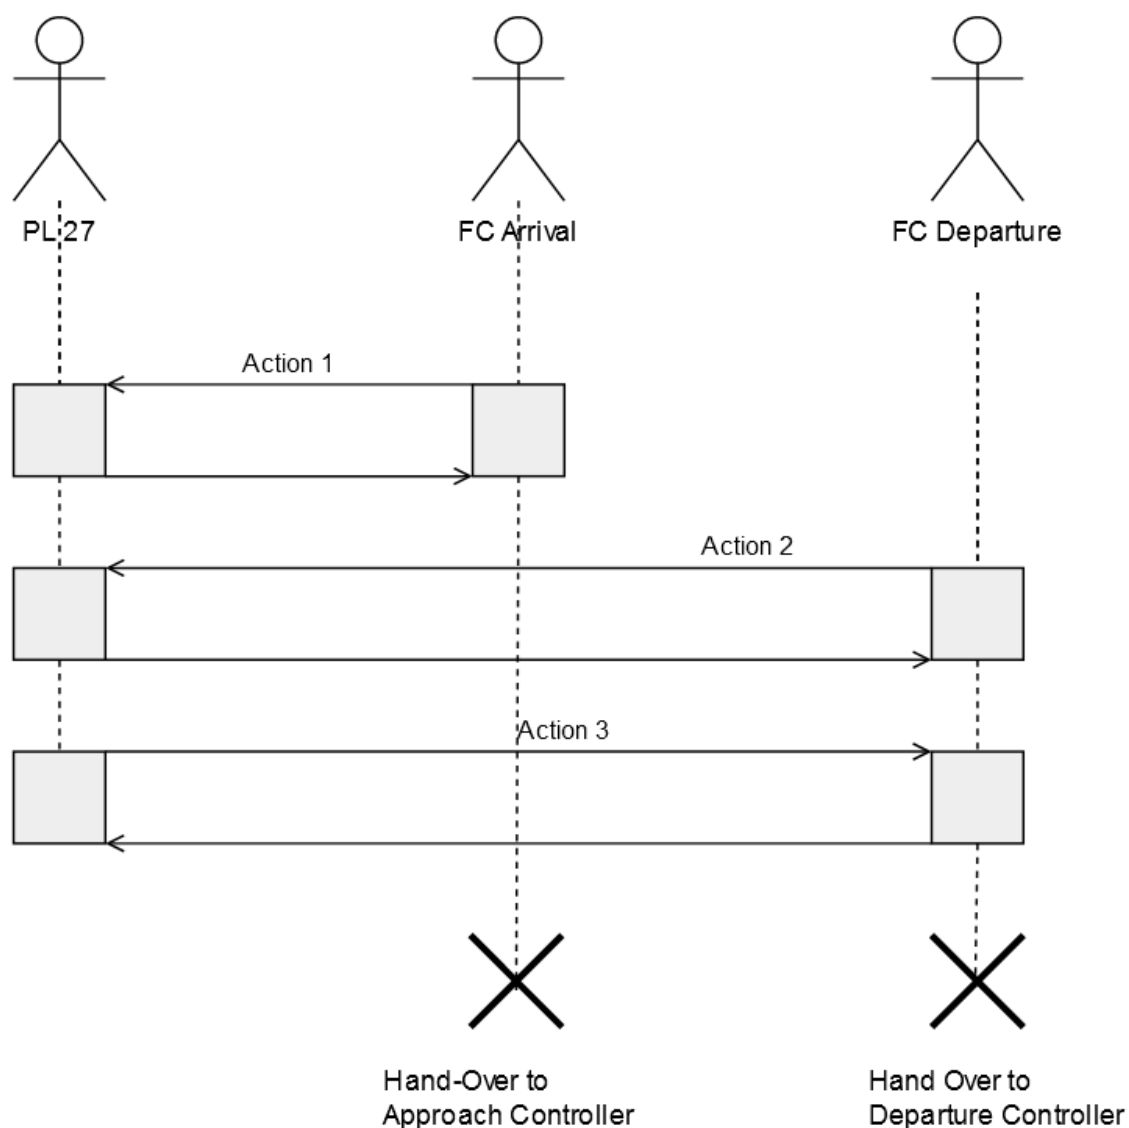 PL 27
FC Arrival
FC Departure
Action 1
Action 2
Action 3
Hand-Over to
Approach Controller
Hand Over to
Departure Controller